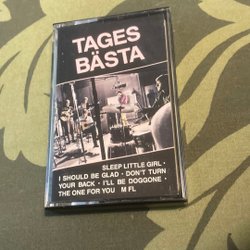 TAGES
BÄSTA
SLEEP LITTLE GIRL ·
I SHOULD BE GLAD · DON'T TURN
YOUR BACK · I'LL BE DOGGONE ·
THE ONE FOR YOU M FL